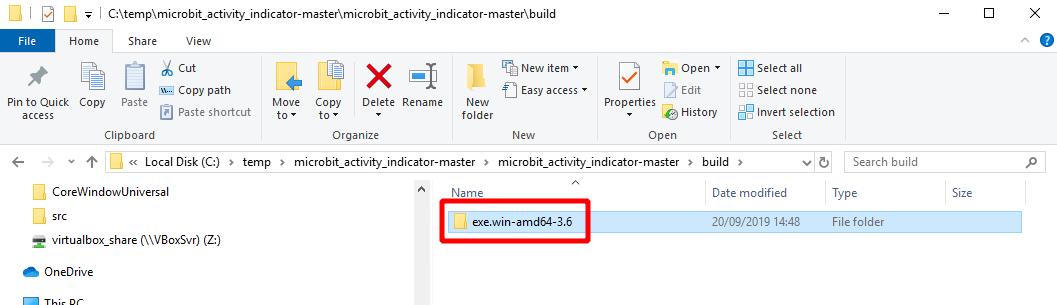 C:\temp\microbit_activity_indicator-master\microbit_activity_indicator-master\build
File Home Share View
Pin to Quick access
Copy
Paste
Cut
Copy path
Paste shortcut
Clipboard
Move to
Copy to
Delete
Rename
Organize
New folder
New item
Easy access
New
Properties
Open
Edit
History
Open
Select all
Select none
Invert selection
Select
« Local Disk (C:) > temp > microbit_activity_indicator-master > microbit_activity_indicator-master > build >
Search build
CoreWindowUniversal
src
virtualbox_share (\\VBoxSvr) (Z:)
OneDrive
This PC
Name Date modified Type Size
exe.win-amd64-3.6 20/09/2019 14:48 File folder